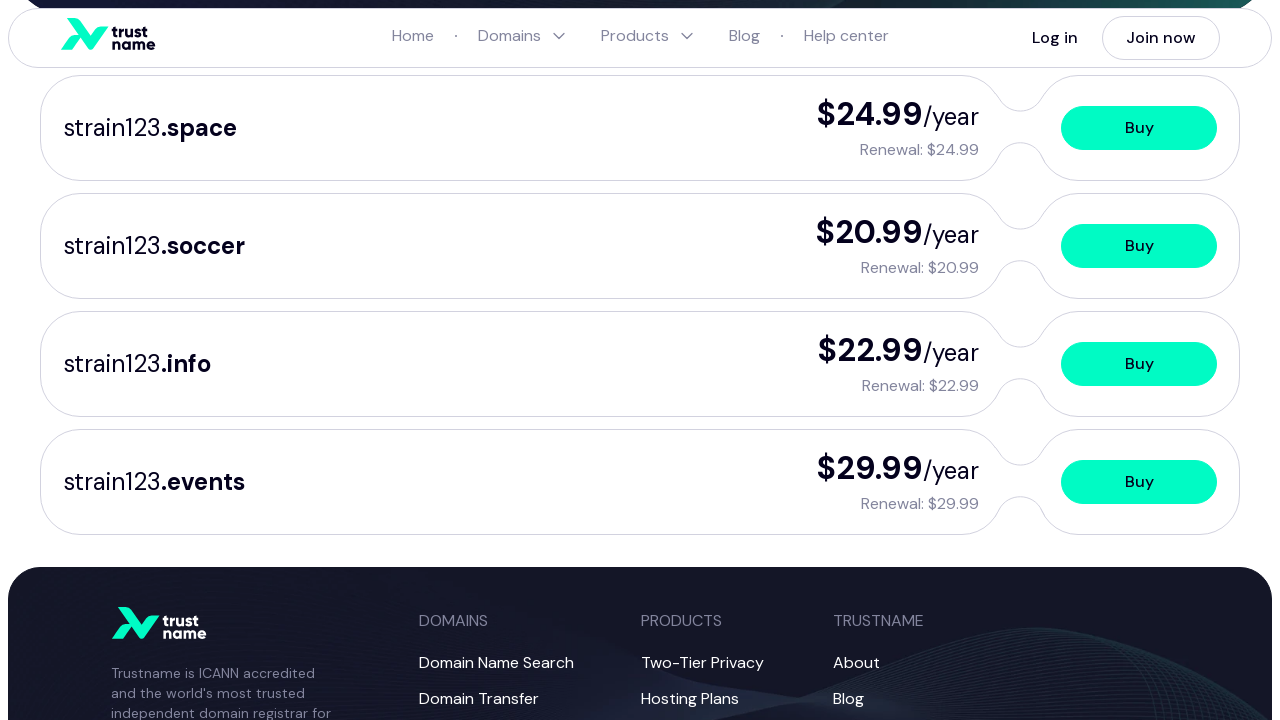 trust
name
Home · Domains Products Blog · Help center Log in Join now
strain123.space $24.99/year Buy
Renewal: $24.99
strain123.soccer $20.99/year Buy
Renewal: $20.99
strain123.info $22.99/year Buy
Renewal: $22.99
strain123.events $29.99/year Buy
Renewal: $29.99
trust
name
Trustname is ICANN accredited
and the world's most trusted
independent domain registrar for
DOMAINS
Domain Name Search
Domain Transfer
PRODUCTS
Two-Tier Privacy
Hosting Plans
TRUSTNAME
About
Blog